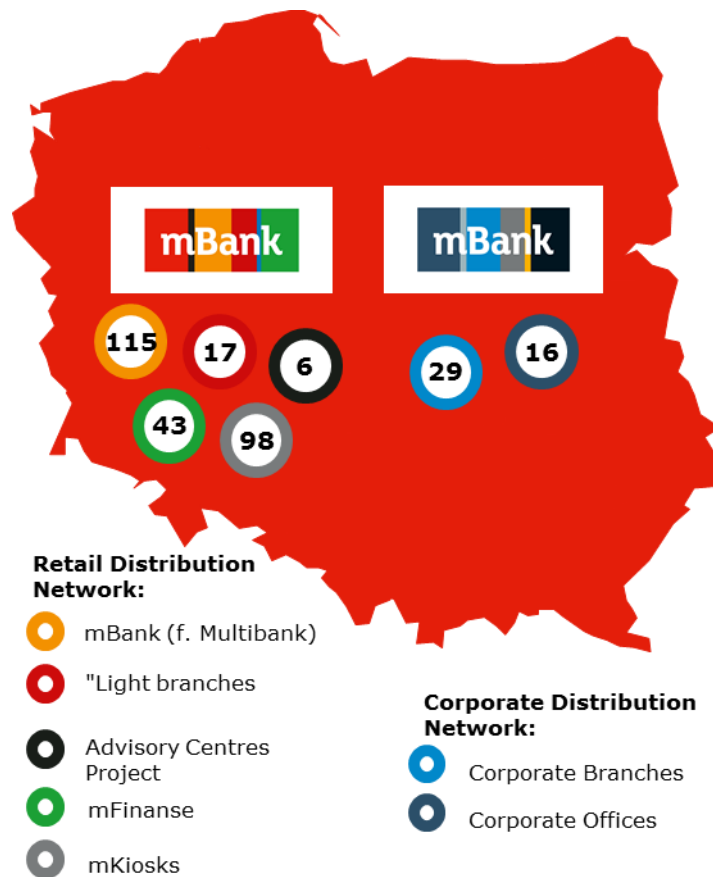 mBank
mBank
115
17
6
29
16
43
98
Retail Distribution
Network:
mBank (f. Multibank)
"Light branches
Advisory Centres
Project
mFinanse
mKiosks
Corporate Distribution
Network:
Corporate Branches
Corporate Offices